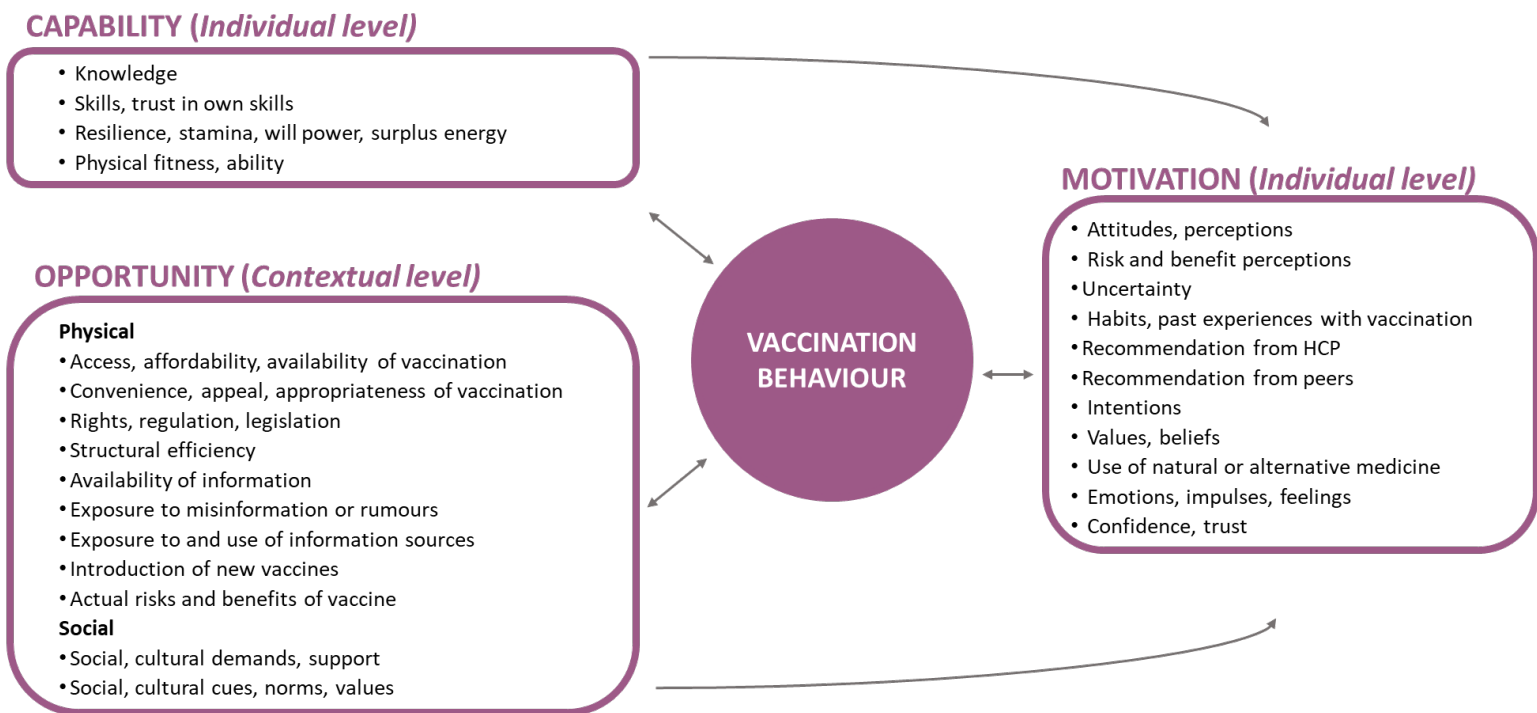 CAPABILITY (Individual level)
• Knowledge
• Skills, trust in own skills
• Resilience, stamina, will power, surplus energy
• Physical fitness, ability
OPPORTUNITY (Contextual level)
Physical
• Access, affordability, availability of vaccination
• Convenience, appeal, appropriateness of vaccination
• Rights, regulation, legislation
• Structural efficiency
• Availability of information
• Exposure to misinformation or rumours
• Exposure to and use of information sources
• Introduction of new vaccines
• Actual risks and benefits of vaccine
Social
• Social, cultural demands, support
• Social, cultural cues, norms, values
VACCINATION
BEHAVIOUR
MOTIVATION (Individual level)
• Attitudes, perceptions
• Risk and benefit perceptions
• Uncertainty
• Habits, past experiences with vaccination
• Recommendation from HCP
• Recommendation from peers
• Intentions
• Values, beliefs
• Use of natural or alternative medicine
• Emotions, impulses, feelings
• Confidence, trust